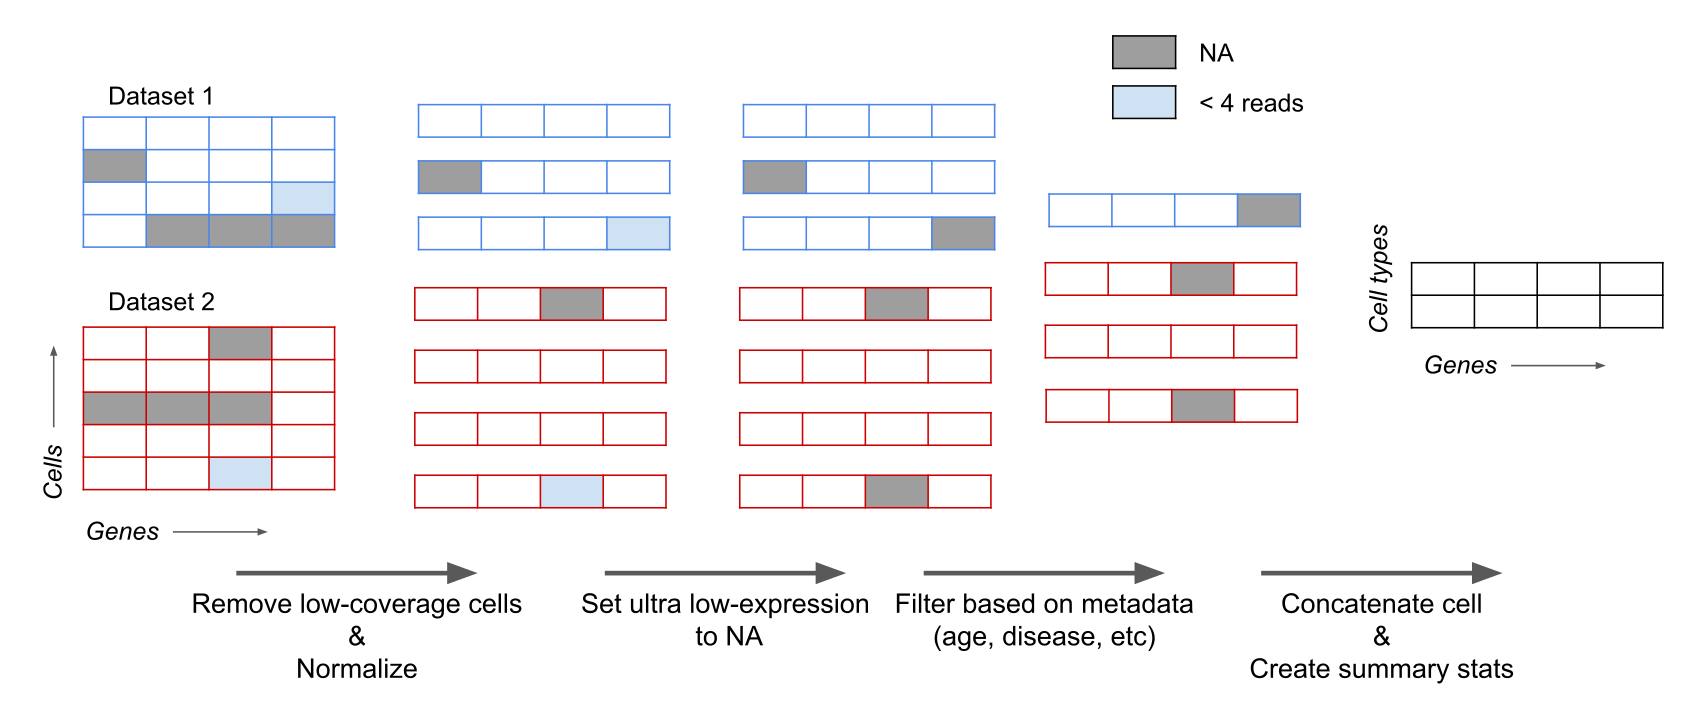 NA
< 4 reads
Dataset 1
Dataset 2
Cells
Genes
Cell types
Genes
Remove low-coverage cells
&
Normalize
Set ultra low-expression
to NA
Filter based on metadata
(age, disease, etc)
Concatenate cell
&
Create summary stats